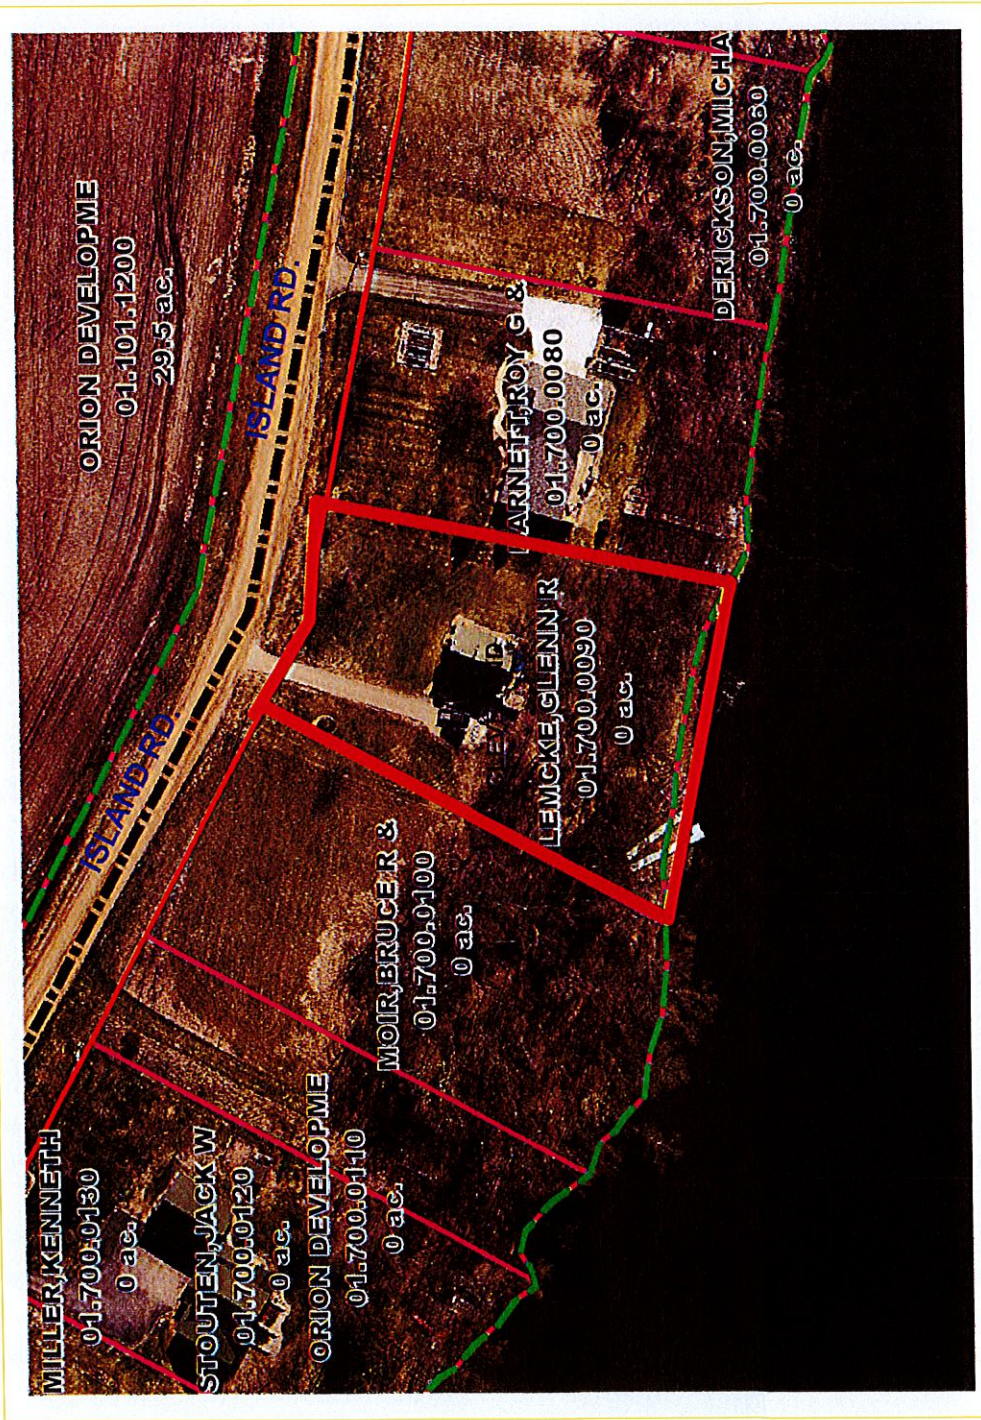 MILLER,KENNETH
01.700.0130
0 ac.
STOUTEN,JACK W
01.700.0120
0 ac.
ORION DEVELOPME
01.700.0110
0 ac.
MOIR,BRUCE R &
01.700.0100
0 ac.
ISLAND RD.
ORION DEVELOPME
01.101.1200
29.5 ac.
ISLAND RD.
LEMCKE,GLENN R
01.700.0090
0 ac.
ROY G &
01.700.0080
0 ac.
DERICKSON,MICHA
01.700.0060
0 ac.